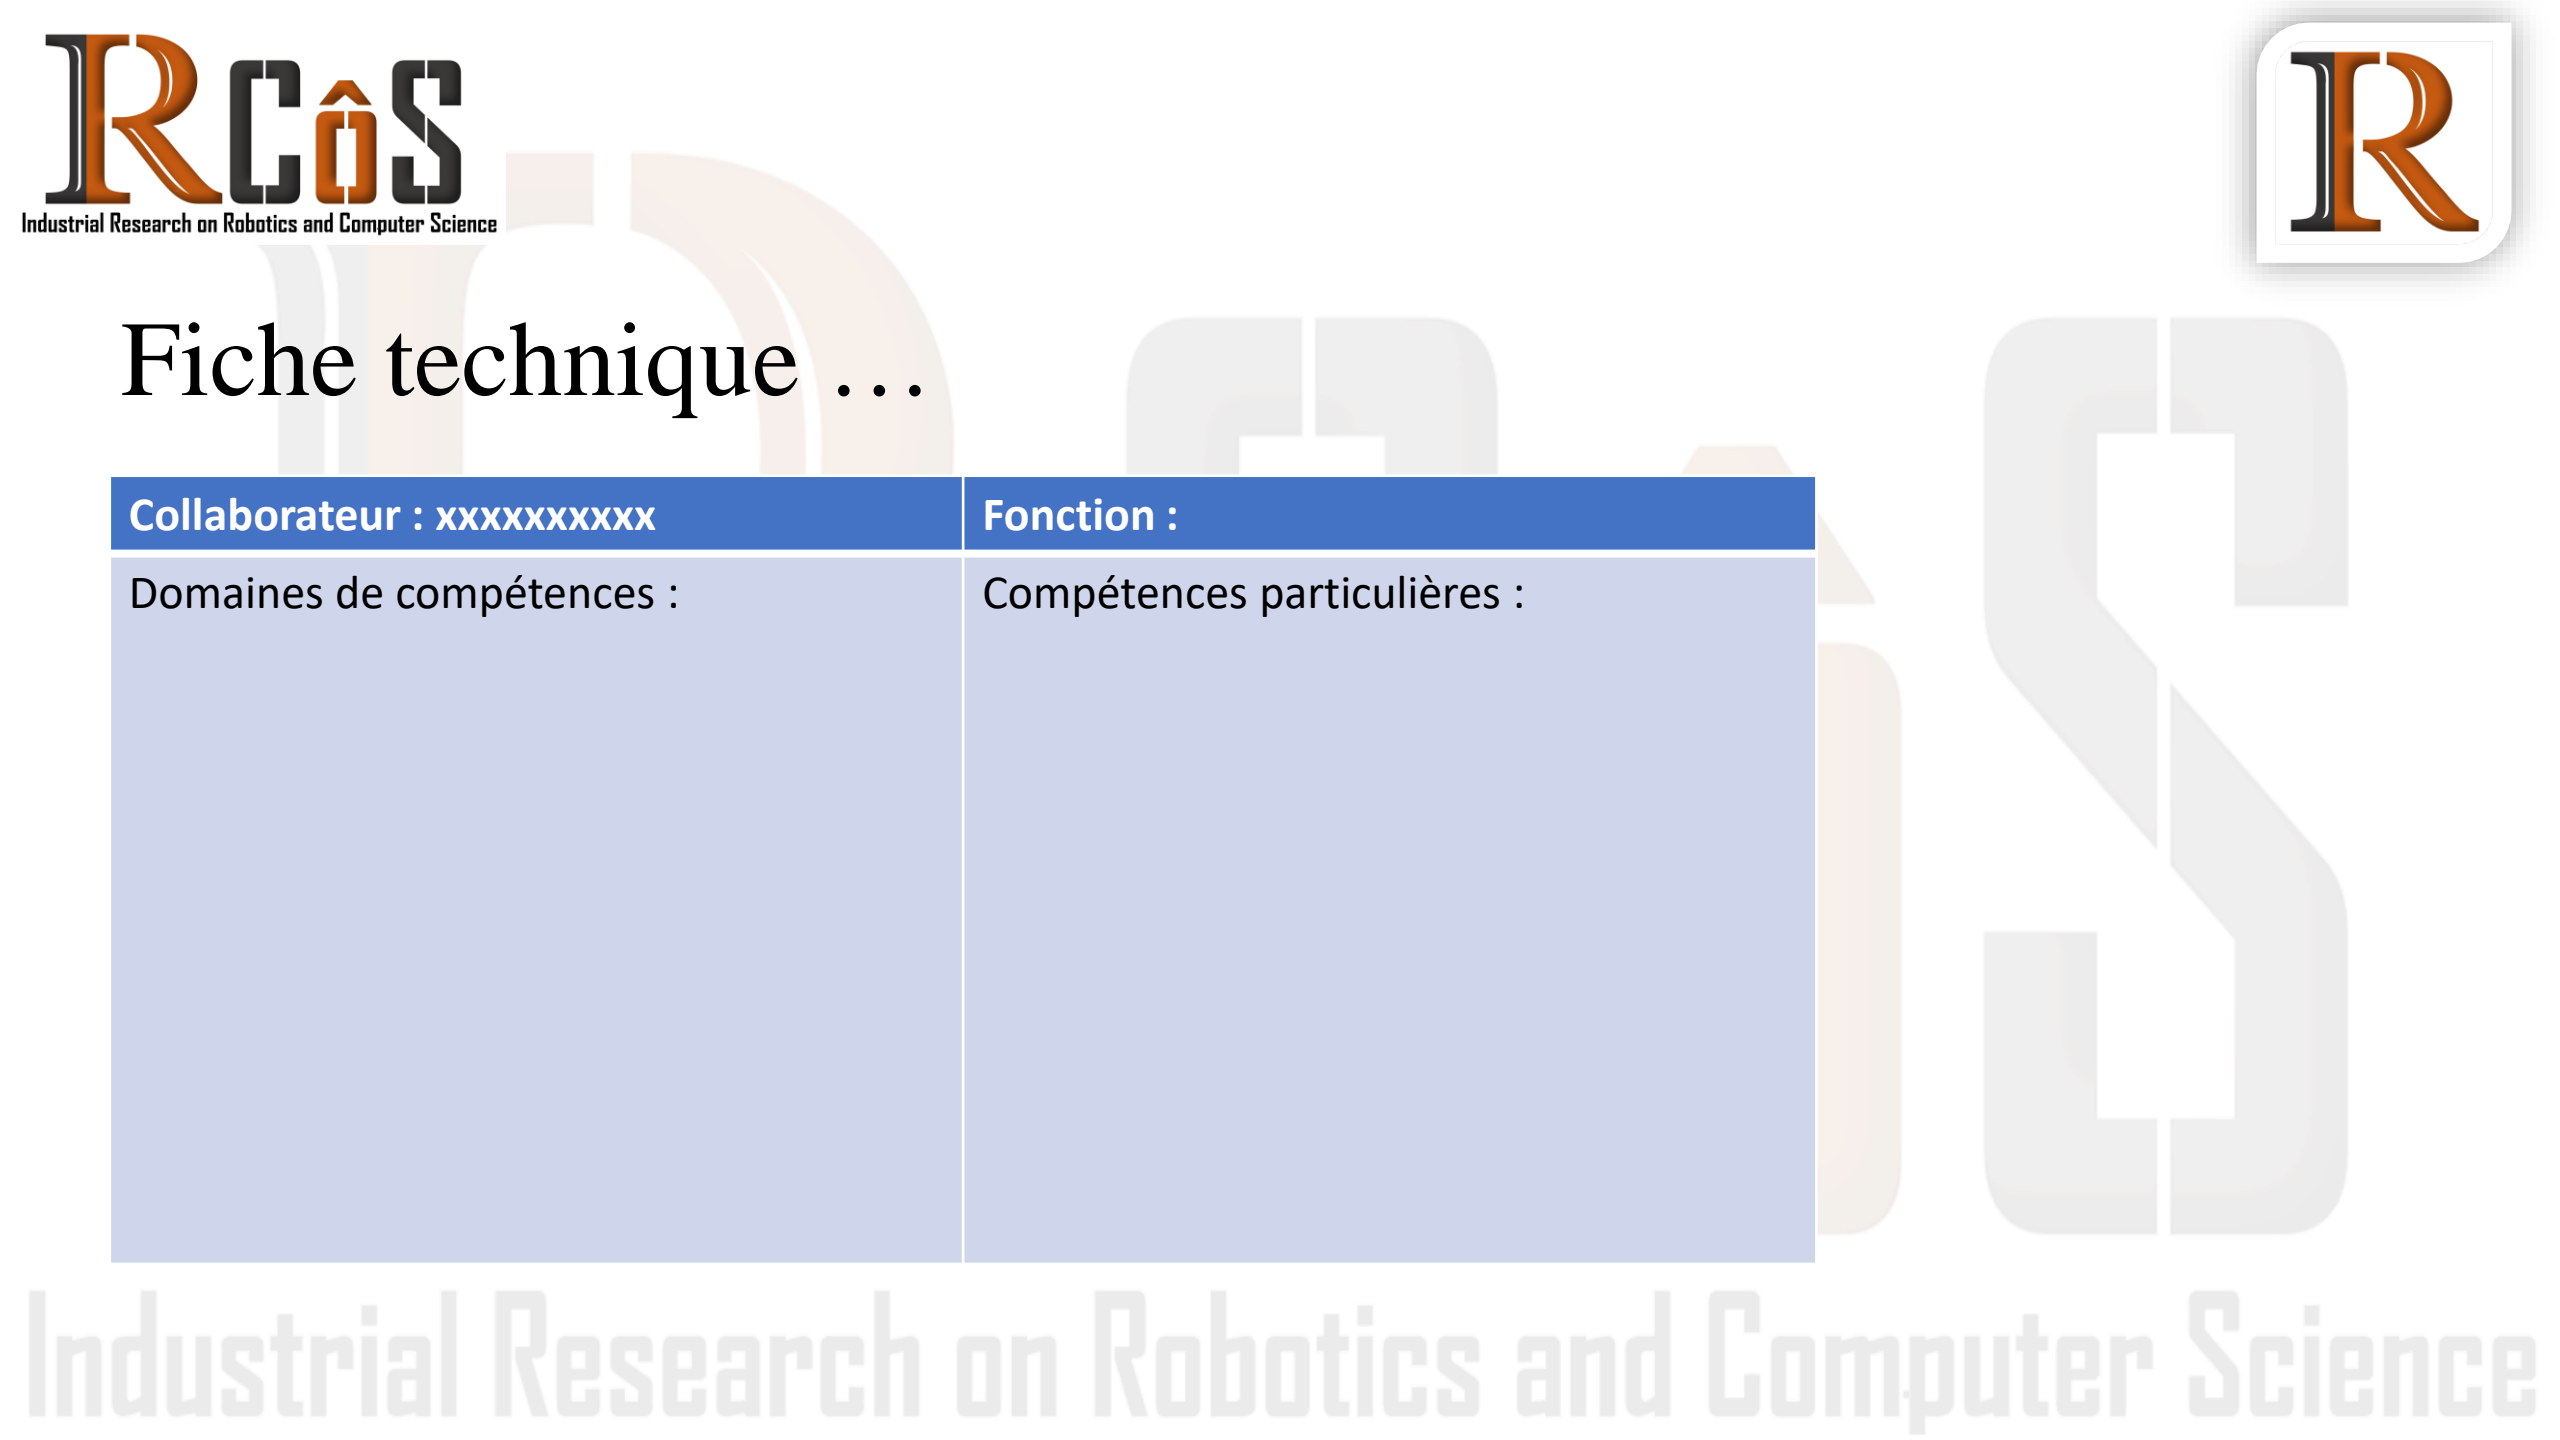 IRCôS
Industrial Research on Robotics and Computer Science
R
Fiche technique …
Collaborateur : xxxxxxxxxx
Fonction :
Domaines de compétences :
Compétences particulières :
Industrial Research on Robotics and Computer Science